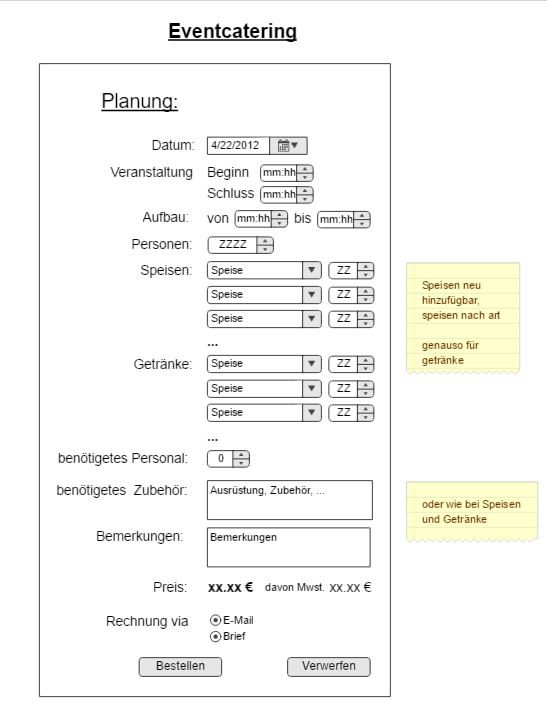 Eventcatering
Planung:
Datum: 4/22/2012
Veranstaltung Beginn mm:hh
Schluss mm:hh
Aufbau: von mm:hh bis mm:hh
Personen: ZZZZ
Speisen: Speise ZZ
Speise ZZ
Speise ZZ
...
Getränke: Speise ZZ
Speise ZZ
Speise ZZ
...
benötigetes Personal: 0
benötigetes Zubehör: Ausrüstung, Zubehör, ...
Bemerkungen: Bemerkungen
Preis: xx.xx € davon Mwst. xx.xx €
Rechnung via E-Mail
Brief
Bestellen Verwerfen
Speisen neu
hinzufügbar,
speisen nach art
genauso für
getränke
oder wie bei Speisen
und Getränke